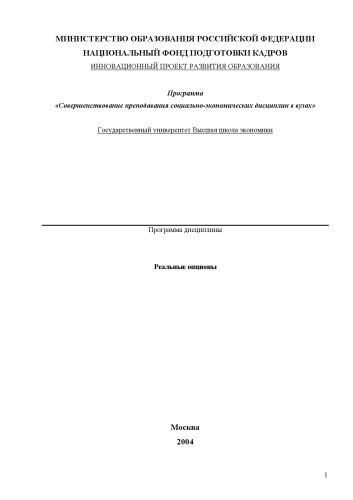 МИНИСТЕРСТВО ОБРАЗОВАНИЯ РОССИЙСКОЙ ФЕДЕРАЦИИ
НАЦИОНАЛЬНЫЙ ФОНД ПОДГОТОВКИ КАДРОВ
ИННОВАЦИОННЫЙ ПРОЕКТ РАЗВИТИЯ ОБРАЗОВАНИЯ
Программа
«Совершенствование преподавания социально-экономических дисциплин в вузах»
Государственный университет Высшая школа экономики
Программа дисциплины
Реальные опционы
Москва
2004
1